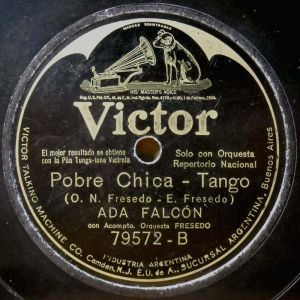 MARCAS REGISTRADAS
HIS MASTER'S VOICE
Victor
El mejor resultado se obtiene
con la Púa Tungs-tone Victrola
Solo con Orquesta
Repertorio Nacional
Pobre Chica - Tango
(O. N. Fresedo - E. Fresedo)
ADA FALCÓN
con Acompto. Orquesta FRESEDO
79572-B
INDUSTRIA ARGENTINA
VICTOR TALKING MACHINE CO. Camden, N.J. E.U. de A., SUCURSAL ARGENTINA, Buenos Aires